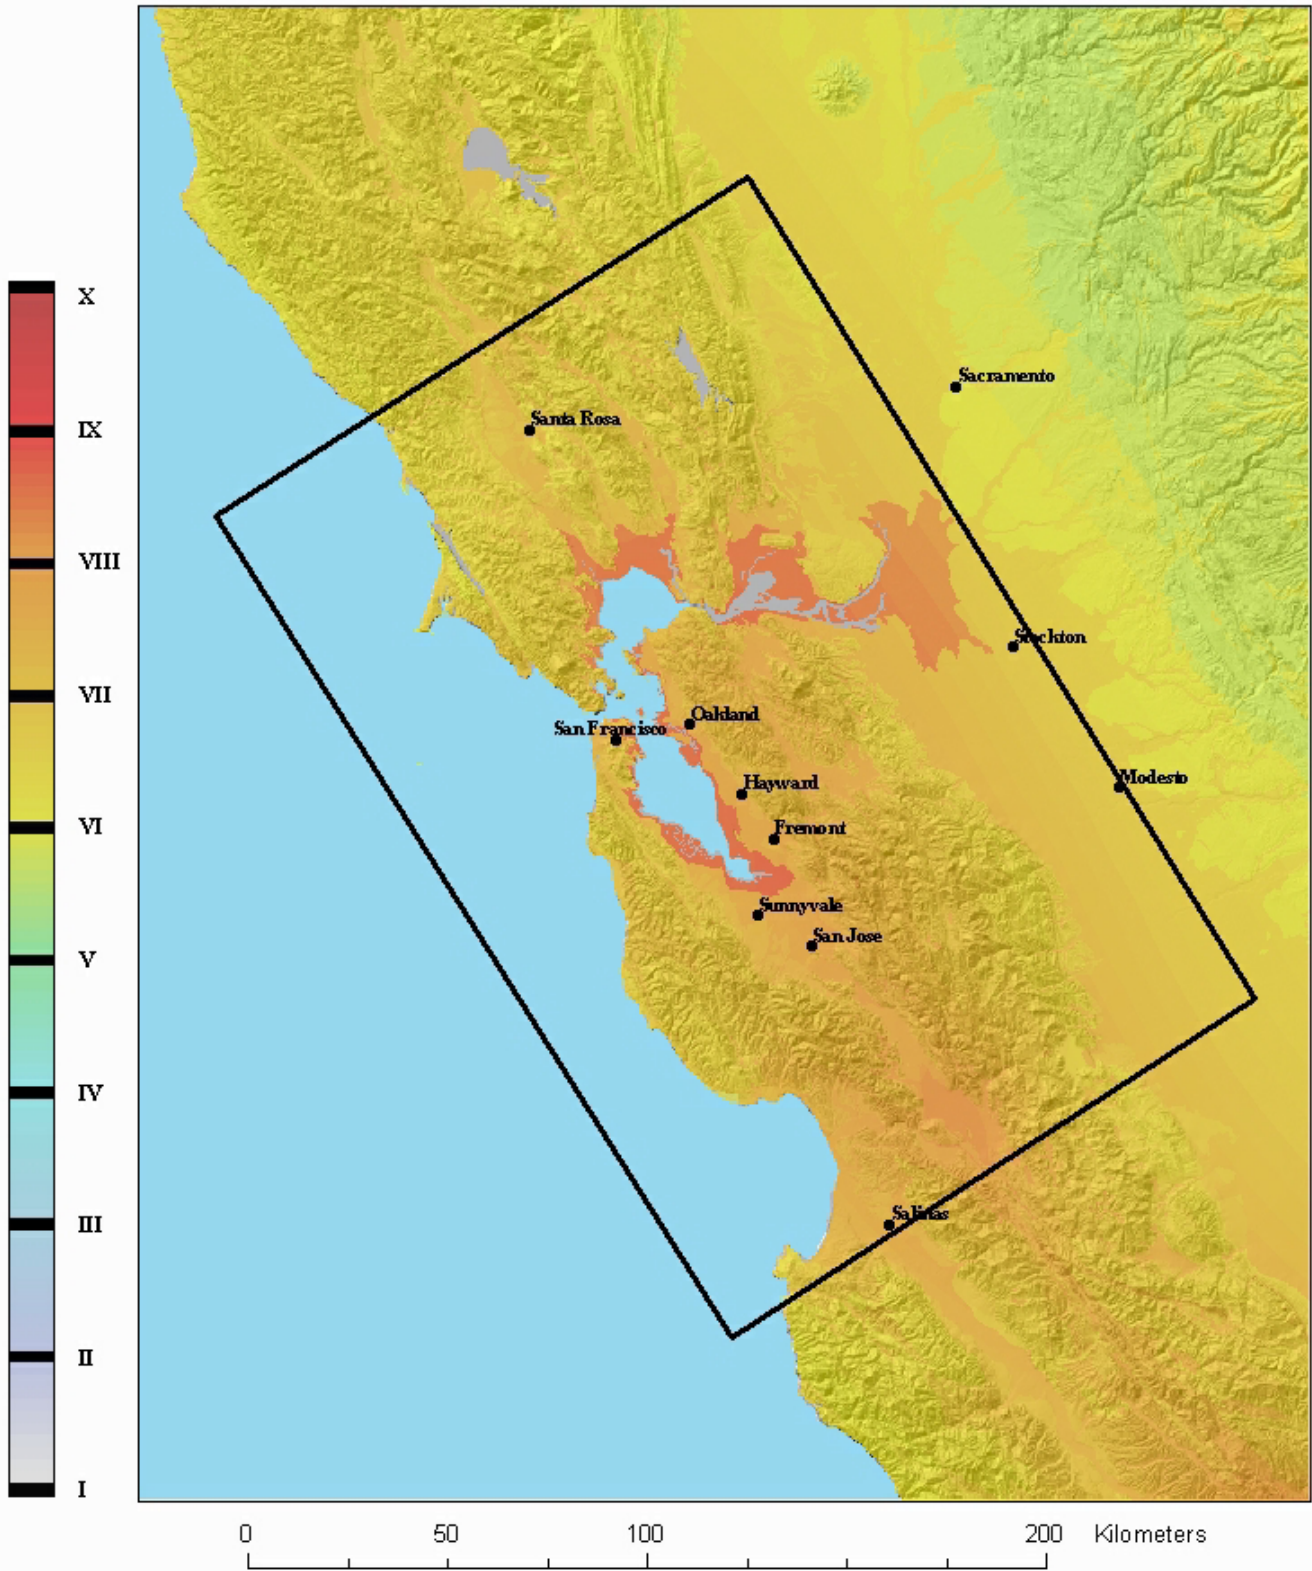 X
IX
VIII
VII
VI
V
IV
III
II
I
Sacramento
Santa Rosa
Stockton
Oakland
San Francisco
Modesto
Hayward
Fremont
Sunnyvale
San Jose
Salinas
0 50 100 200 Kilometers